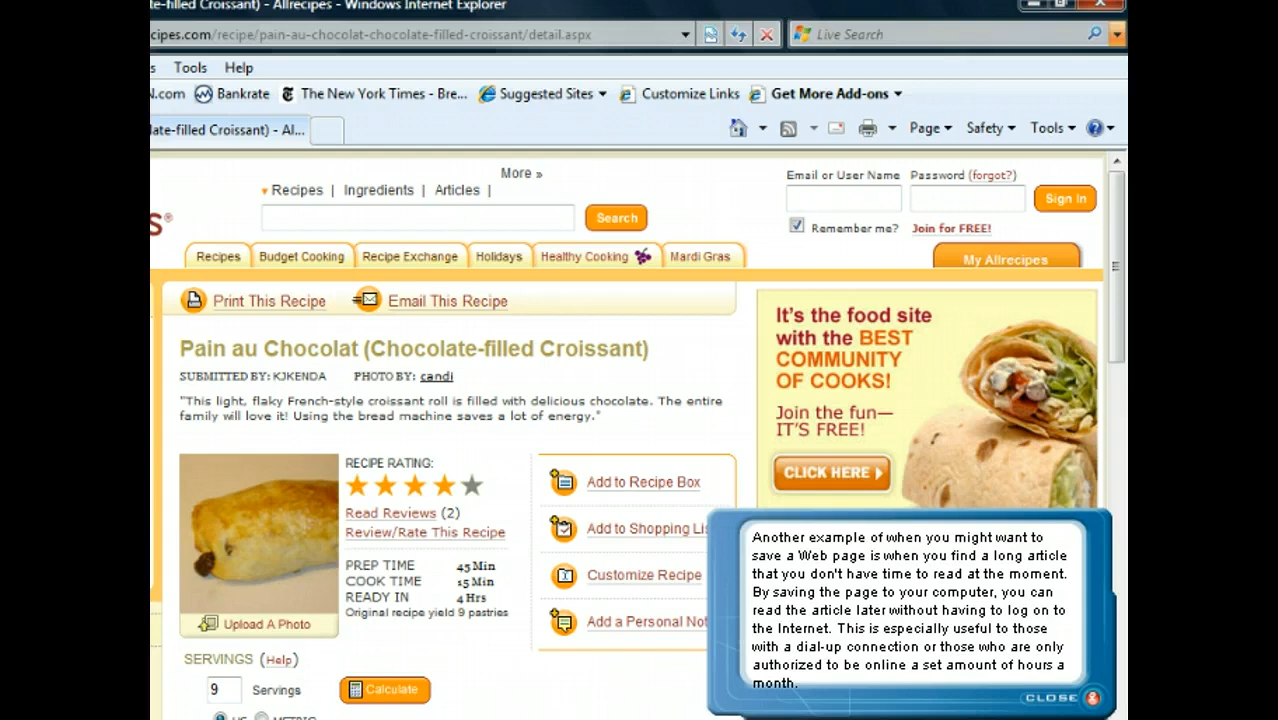 te-filled Croissant) - Allrecipes - Windows Internet Explorer
cipes.com/recipe/pain-au-chocolat-chocolate-filled-croissant/detail.aspx
Live Search
s Tools Help
N.com Bankrate The New York Times - Bre... Suggested Sites Customize Links Get More Add-ons
late-filled Croissant) - Al...
Page Safety Tools
More »
Recipes | Ingredients | Articles |
Search
Email or User Name Password (forgot?)
Sign In
Remember me? Join for FREE!
s®
Recipes Budget Cooking Recipe Exchange Holidays Healthy Cooking Mardi Gras
My Allrecipes
Print This Recipe Email This Recipe
Pain au Chocolat (Chocolate-filled Croissant)
SUBMITTED BY: KJKENDA PHOTO BY: candi
"This light, flaky French-style croissant roll is filled with delicious chocolate. The entire
family will love it! Using the bread machine saves a lot of energy."
It's the food site
with the BEST
COMMUNITY
OF COOKS!
Join the fun—
IT'S FREE!
CLICK HERE
RECIPE RATING:
Read Reviews (2)
Review/Rate This Recipe
PREP TIME 45 Min
COOK TIME 15 Min
READY IN 4 Hrs
Original recipe yield 9 pastries
Upload A Photo
Add to Recipe Box
Add to Shopping Lis
Customize Recipe
Add a Personal Not
SERVINGS (Help)
9 Servings Calculate
US METRIC
Another example of when you might want to
save a Web page is when you find a long article
that you don't have time to read at the moment.
By saving the page to your computer, you can
read the article later without having to log on to
the Internet. This is especially useful to those
with a dial-up connection or those who are only
authorized to be online a set amount of hours a
month.
CLOSE